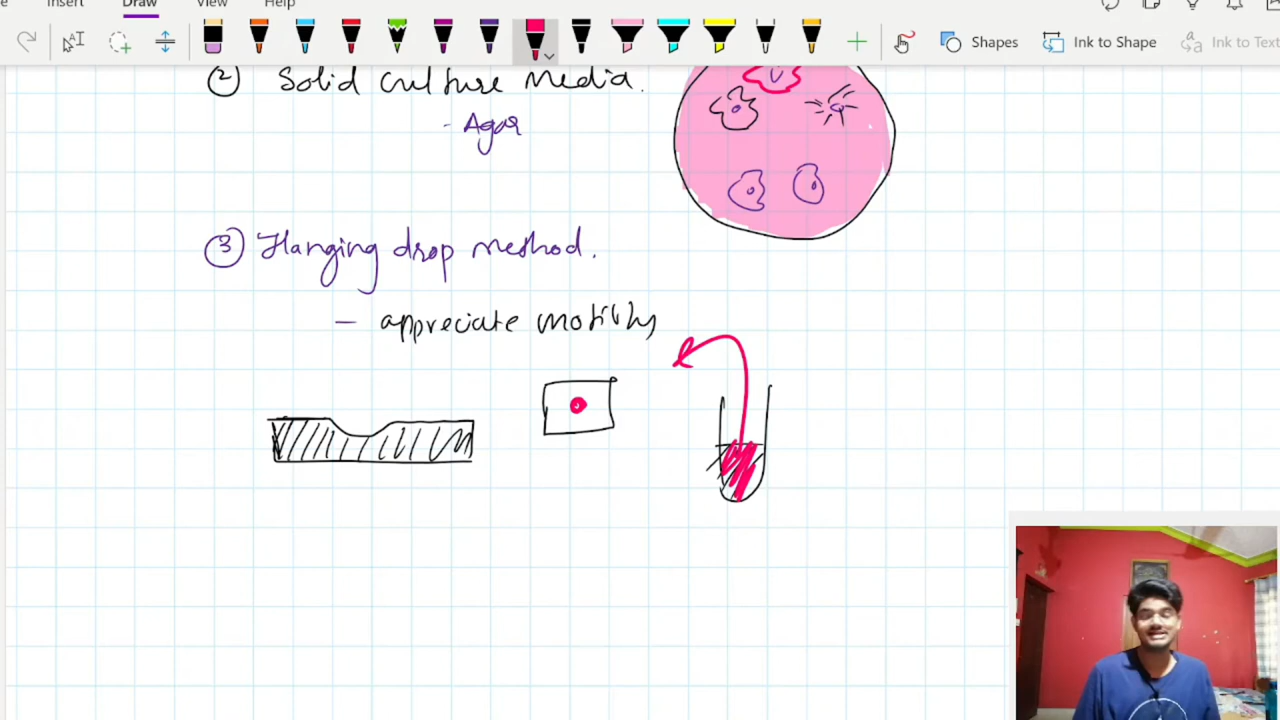 Insert Draw View Help
Shapes Ink to Shape Ink to Text
② Solid culture media.
- Agar
③ Hanging drop method.
— appreciate motility